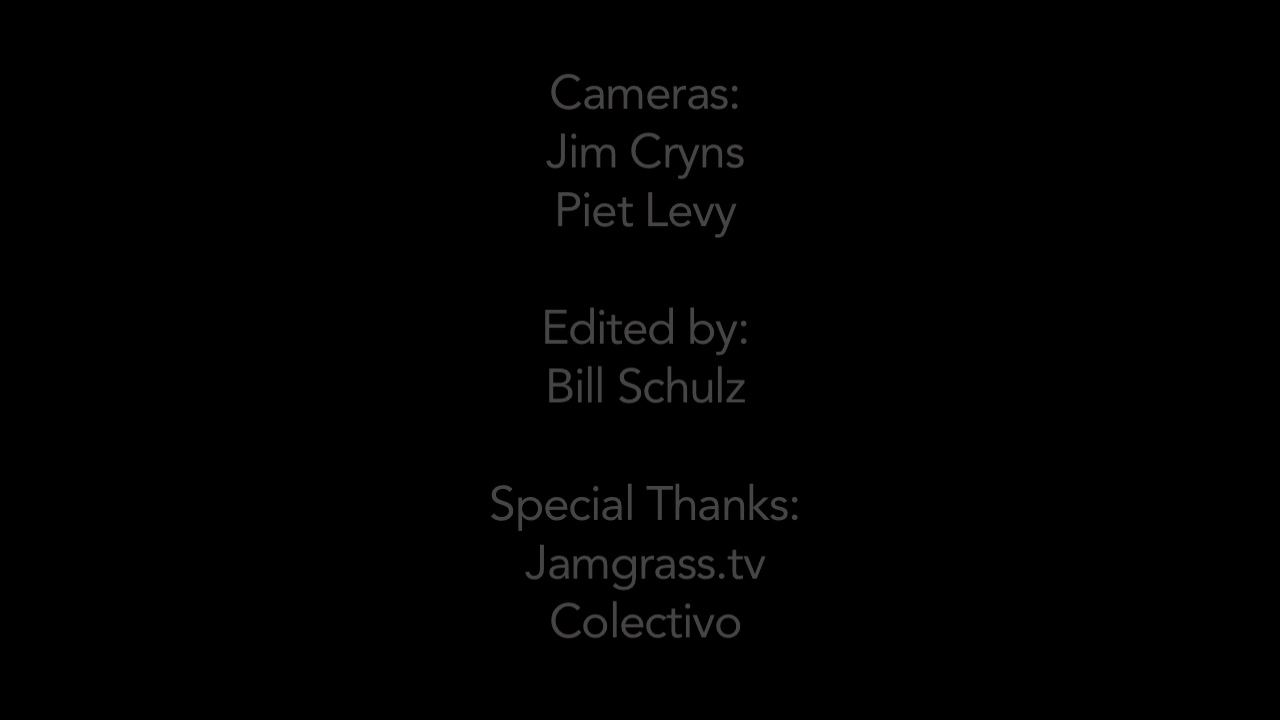 Cameras:
Jim Cryns
Piet Levy
Edited by:
Bill Schulz
Special Thanks:
Jamgrass.tv
Colectivo